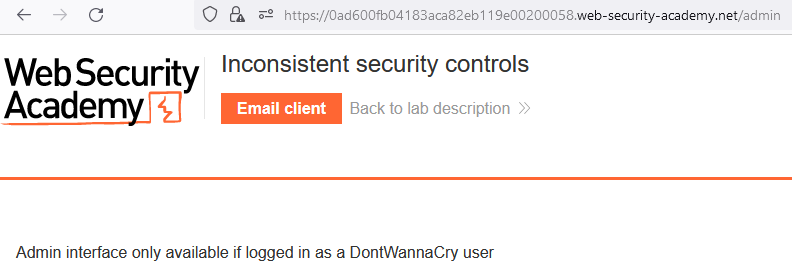 https://0ad600fb04183aca82eb119e00200058.web-security-academy.net/admin
Web Security
Academy
Inconsistent security controls
Email client
Back to lab description
Admin interface only available if logged in as a DontWannaCry user